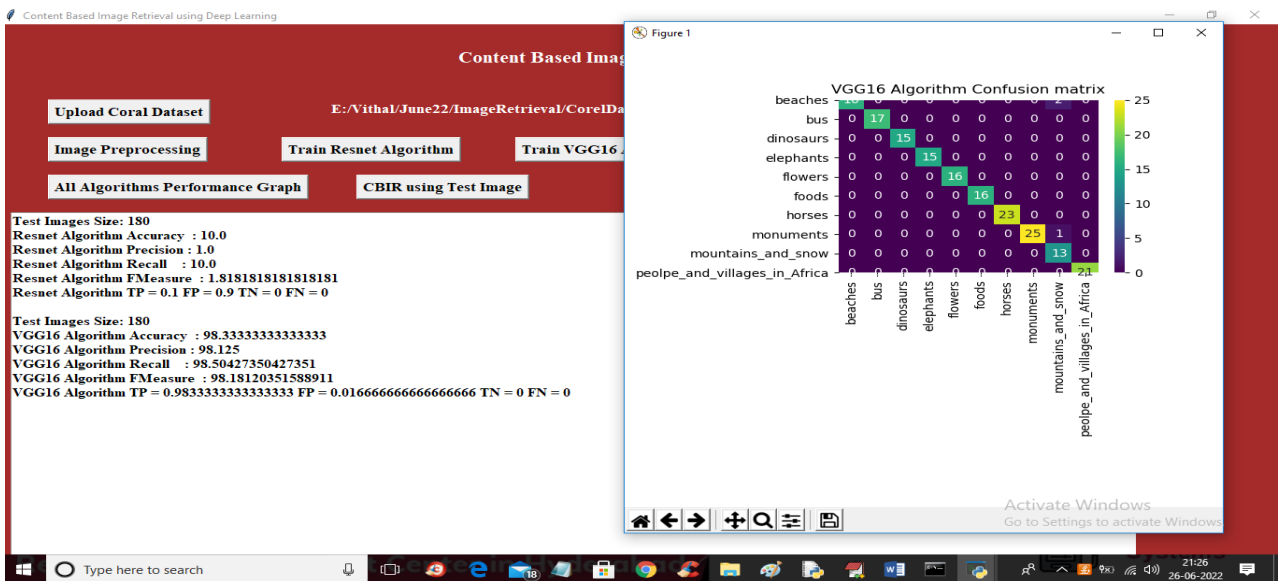 Content Based Image Retrieval using Deep Learning
Content Based Imag
Upload Coral Dataset
E:/Vithal/June22/ImageRetrieval/CorelDa
Image Preprocessing
Train Resnet Algorithm
Train VGG16
All Algorithms Performance Graph
CBIR using Test Image
Test Images Size: 180
Resnet Algorithm Accuracy : 10.0
Resnet Algorithm Precision : 1.0
Resnet Algorithm Recall : 10.0
Resnet Algorithm FMeasure : 1.8181818181818181
Resnet Algorithm TP = 0.1 FP = 0.9 TN = 0 FN = 0
Test Images Size: 180
VGG16 Algorithm Accuracy : 98.33333333333333
VGG16 Algorithm Precision : 98.125
VGG16 Algorithm Recall : 98.50427350427351
VGG16 Algorithm FMeasure : 98.18120351588911
VGG16 Algorithm TP = 0.9833333333333333 FP = 0.016666666666666666 TN = 0 FN = 0
Figure 1
VGG16 Algorithm Confusion matrix
beaches
bus 0 17 0 0 0 0 0 0 0 0
dinosaurs 0 0 15 0 0 0 0 0 0 0
elephants 0 0 0 15 0 0 0 0 0 0
flowers 0 0 0 0 16 0 0 0 0 0
foods 0 0 0 0 0 16 0 0 0 0
horses 0 0 0 0 0 0 23 0 0 0
monuments 0 0 0 0 0 0 0 25 1 0
mountains_and_snow 0 0 0 0 0 0 0 0 13 0
peolpe_and_villages_in_Africa 0 0 0 0 0 0 0 0 0 21
25
20
15
10
5
0
beaches
bus
dinosaurs
elephants
flowers
foods
horses
monuments
mountains_and_snow
peolpe_and_villages_in_Africa
Activate Windows
Go to Settings to activate Windows
Type here to search
18
21:26
26-06-2022